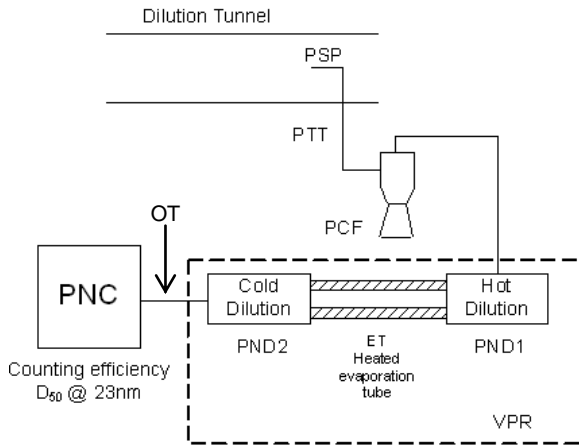 Dilution Tunnel
PSP
PTT
PCF
OT
PNC
Cold
Dilution
Hot
Dilution
PND2
ET
Heated
evaporation
tube
PND1
Counting efficiency
D₅₀ @ 23nm
VPR